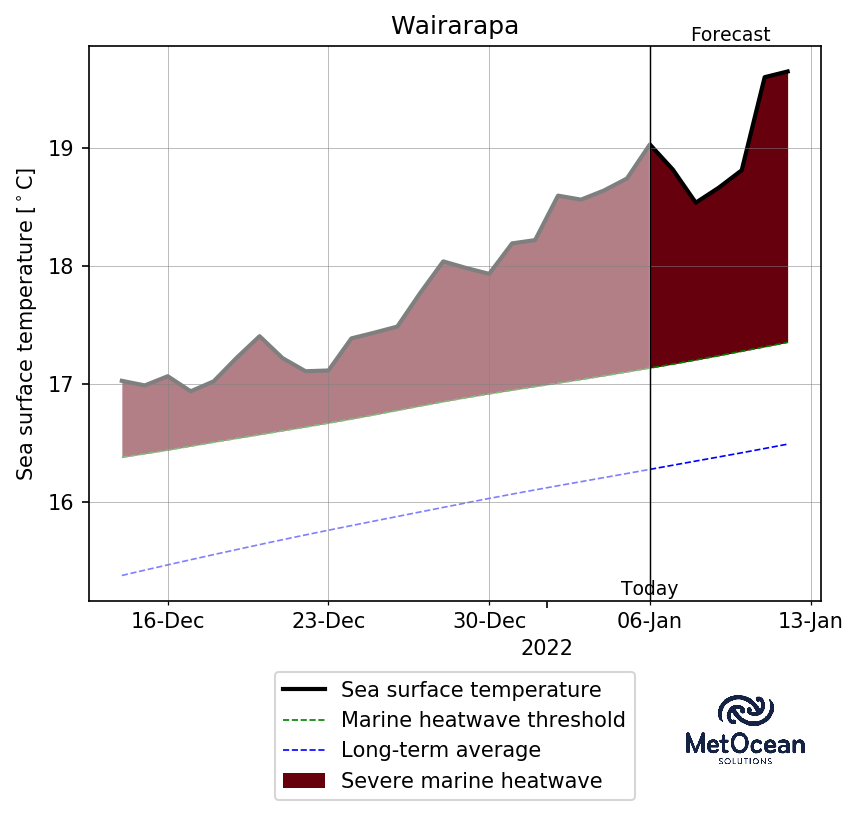 Wairarapa
Forecast
Sea surface temperature [°C]
19
18
17
16
Today
16-Dec 23-Dec 30-Dec 06-Jan 13-Jan
2022
Sea surface temperature
Marine heatwave threshold
Long-term average
Severe marine heatwave
MetOcean
SOLUTIONS